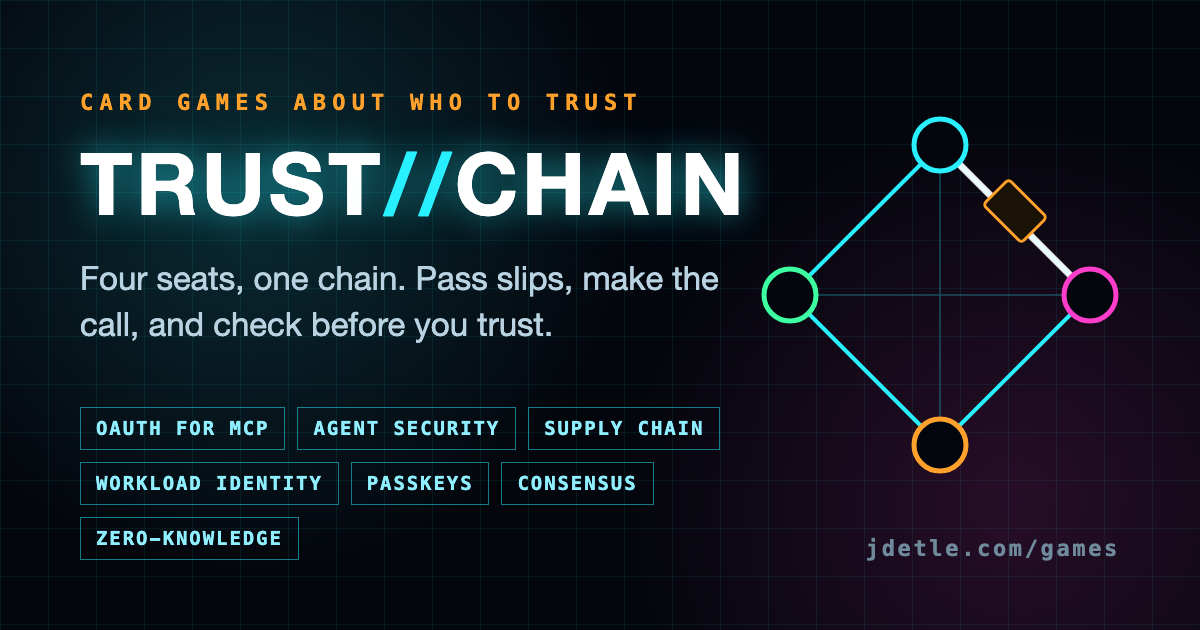 CARD GAMES ABOUT WHO TO TRUST
TRUST//CHAIN
Four seats, one chain. Pass slips, make the
call, and check before you trust.
OAUTH FOR MCP
AGENT SECURITY
SUPPLY CHAIN
WORKLOAD IDENTITY
PASSKEYS
CONSENSUS
ZERO-KNOWLEDGE
jdetle.com/games